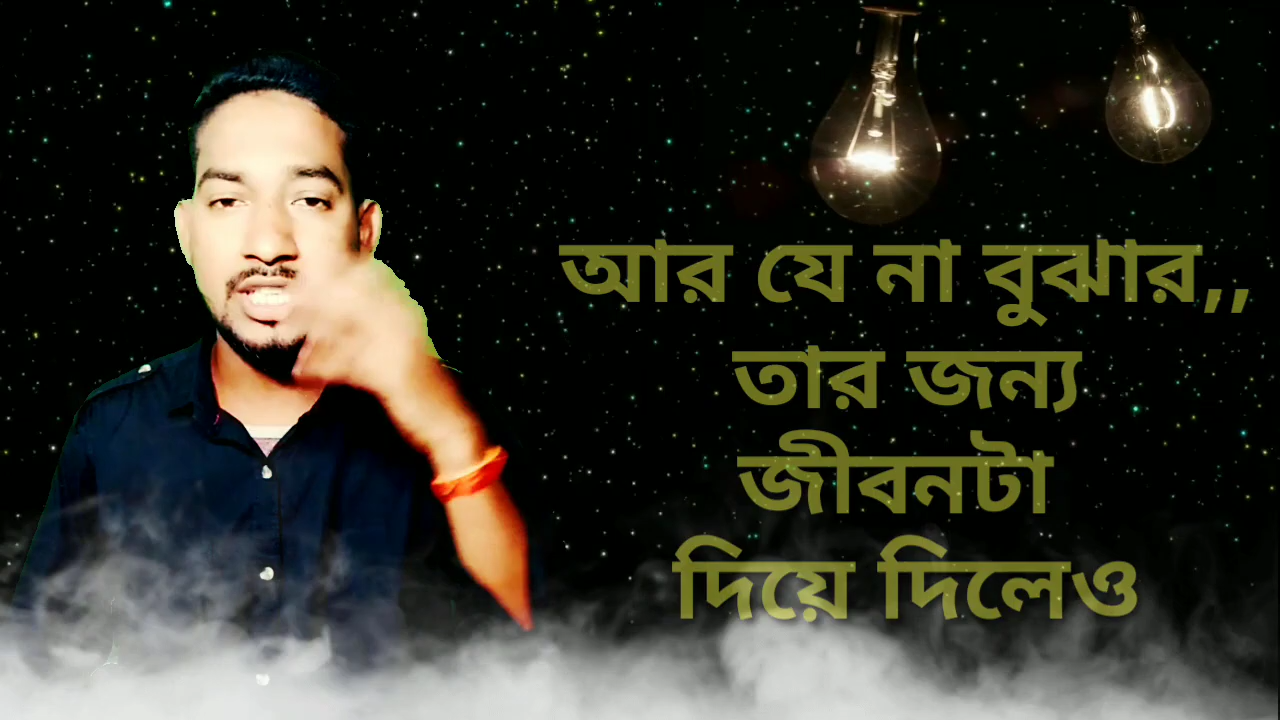 আর যে না বুঝার,,
তার জন্য
জীবনটা
দিয়ে দিলেও